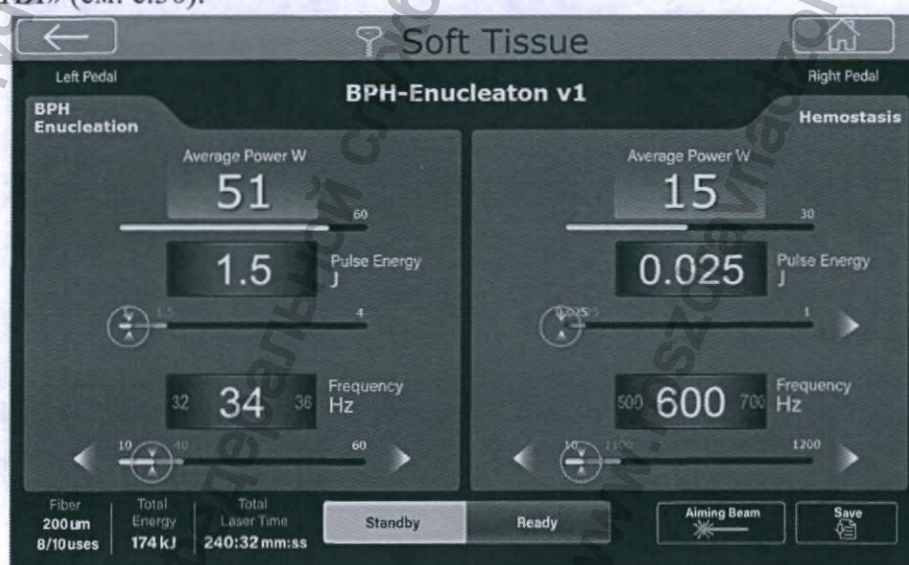 (см. с.50).
Soft Tissue
Left Pedal
Right Pedal
BPH-Enucleaton v1
BPH
Enucleation
Hemostasis
Average Power W
51
60
Pulse Energy
1.5
J
1.5
4
Frequency
32 34 36 Hz
10 40 60
Average Power W
15
30
Pulse Energy
0.025
J
1
Frequency
500 600 700 Hz
10 1100 1200
Fiber
200 um
8/10 uses
Total
Energy
174 kJ
Total
Laser Time
240:32 mm:ss
Standby
Ready
Aiming Beam
Save